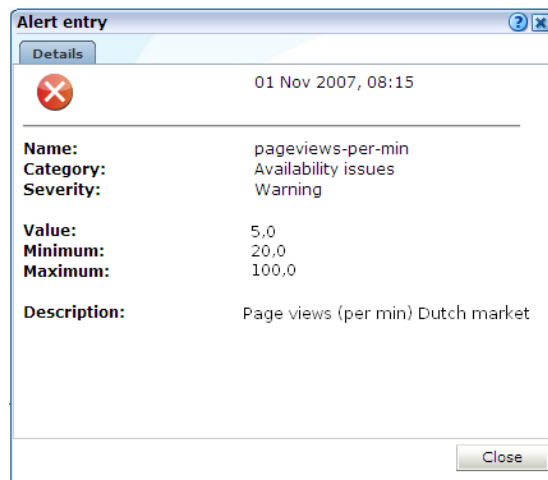 Alert entry
Details
01 Nov 2007, 08:15
Name: pageviews-per-min
Category: Availability issues
Severity: Warning
Value: 5,0
Minimum: 20,0
Maximum: 100,0
Description: Page views (per min) Dutch market
Close